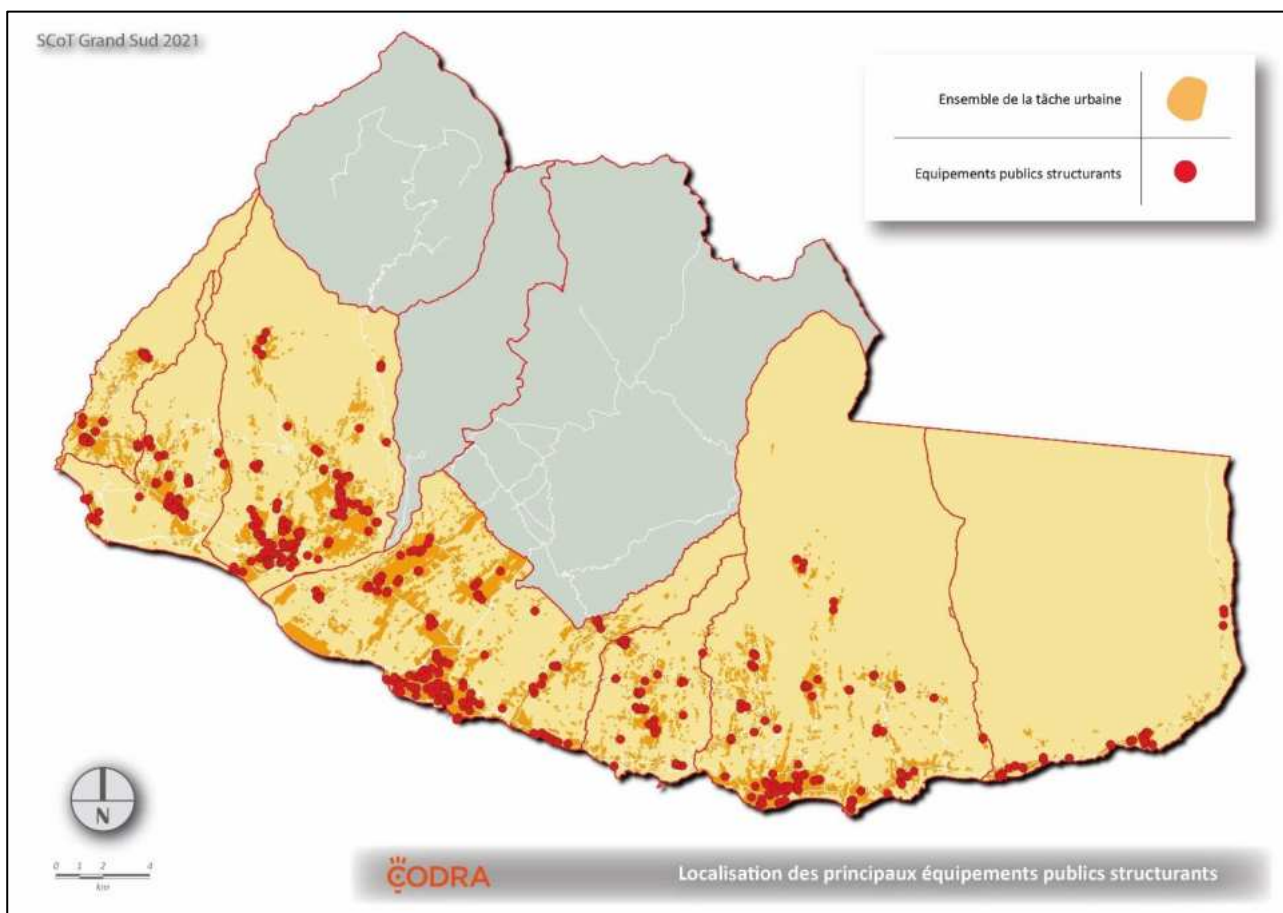 SCoT Grand Sud 2021
Ensemble de la tâche urbaine
Equipements publics structurants
N
0 1 2 4
km
CODRA
Localisation des principaux équipements publics structurants